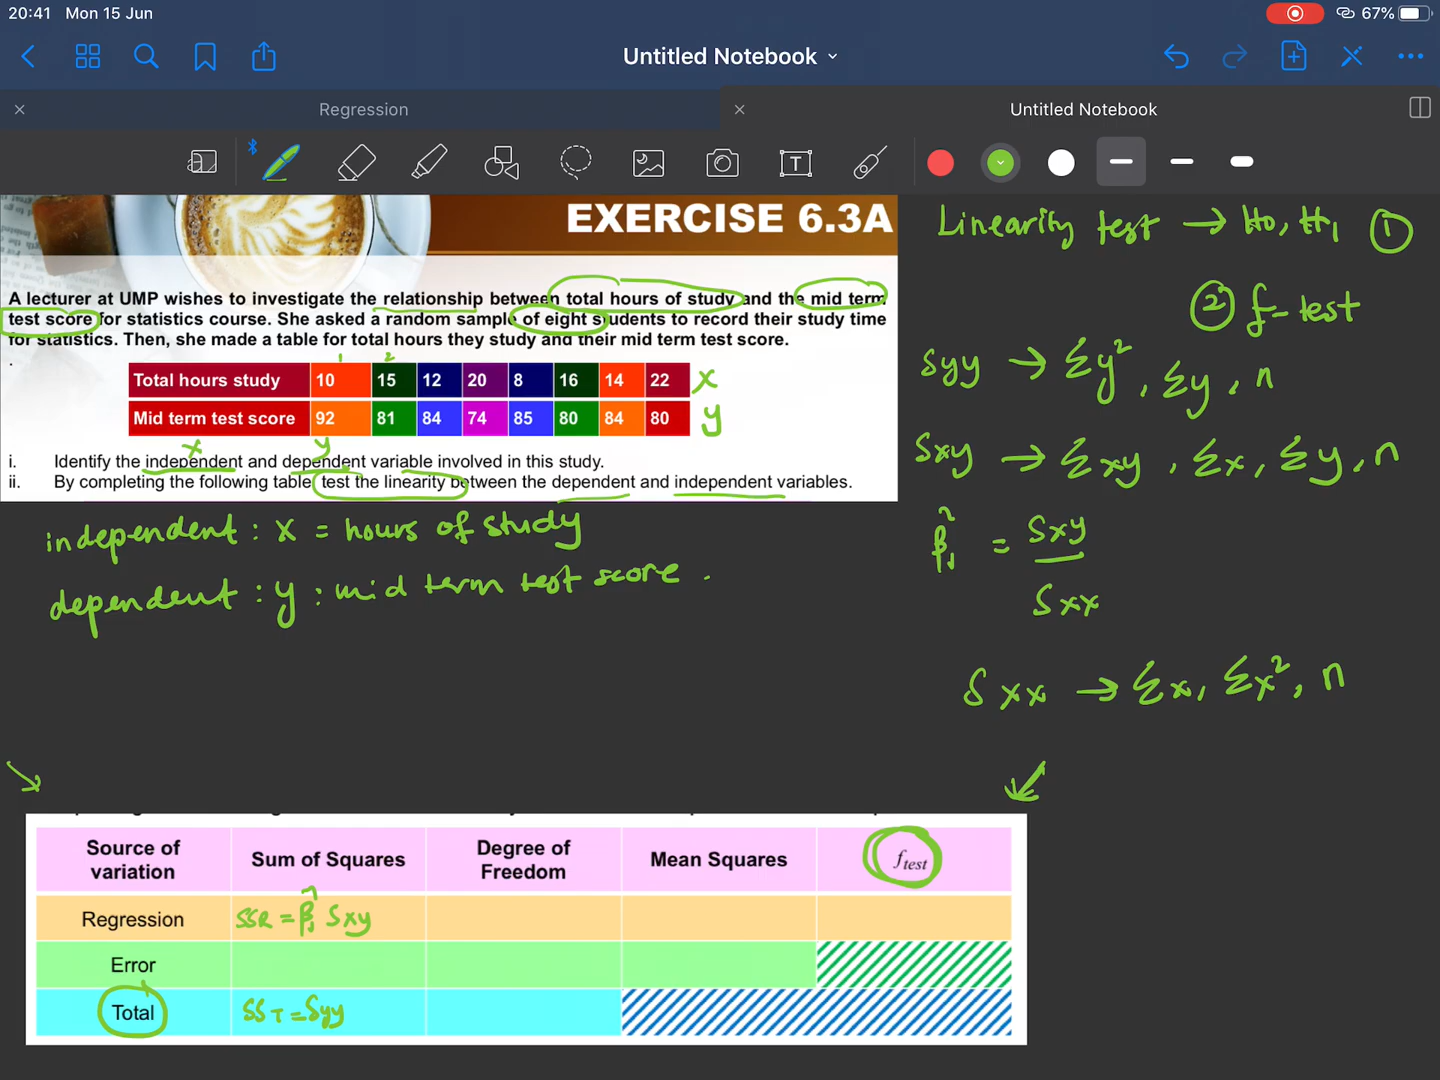 20:41 Mon 15 Jun
67%
Untitled Notebook
Regression
Untitled Notebook
T
EXERCISE 6.3A
A lecturer at UMP wishes to investigate the relationship between total hours of study and the mid term
test score for statistics course. She asked a random sample of eight students to record their study time
for statistics. Then, she made a table for total hours they study and their mid term test score.
.
1 2
Total hours study 10 15 12 20 8 16 14 22 x
Mid term test score 92 81 84 74 85 80 84 80 y
x y
i. Identify the independent and dependent variable involved in this study.
ii. By completing the following table test the linearity between the dependent and independent variables.
independent : x = hours of study
dependent : y : mid term test score .
Linearity test → H0, H1 ①
② f-test
Syy → Σy², Σy, n
Sxy → Σxy, Σx, Σy, n
β̂1 = Sxy / Sxx
Sxx → Σx, Σx², n
Source of variation Sum of Squares Degree of Freedom Mean Squares ftest
Regression SSR = β̂1 Sxy
Error
Total SST = Syy